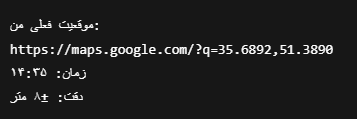 موقعیت فعلی من:
https://maps.google.com/?q=35.6892,51.3890
زمان: ۱۴:۳۵
دقت: ±۸ متر